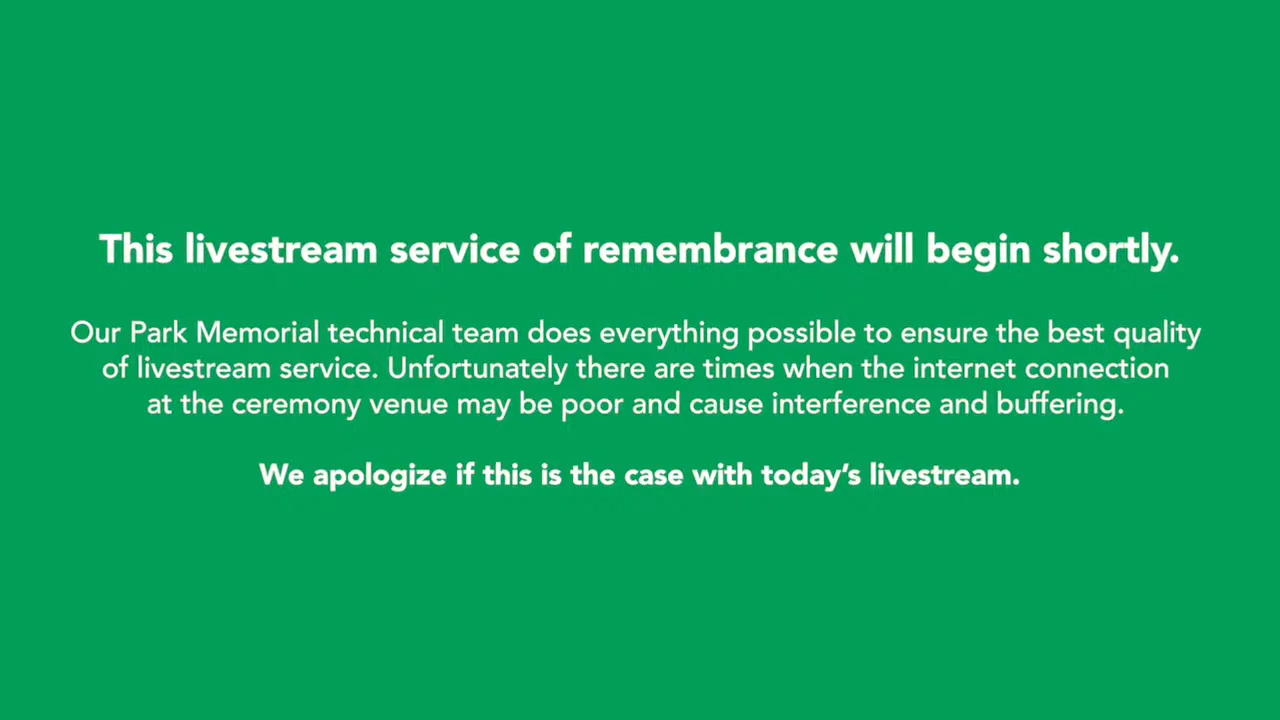 This livestream service of remembrance will begin shortly.
Our Park Memorial technical team does everything possible to ensure the best quality
of livestream service. Unfortunately there are times when the internet connection
at the ceremony venue may be poor and cause interference and buffering.
We apologize if this is the case with today’s livestream.